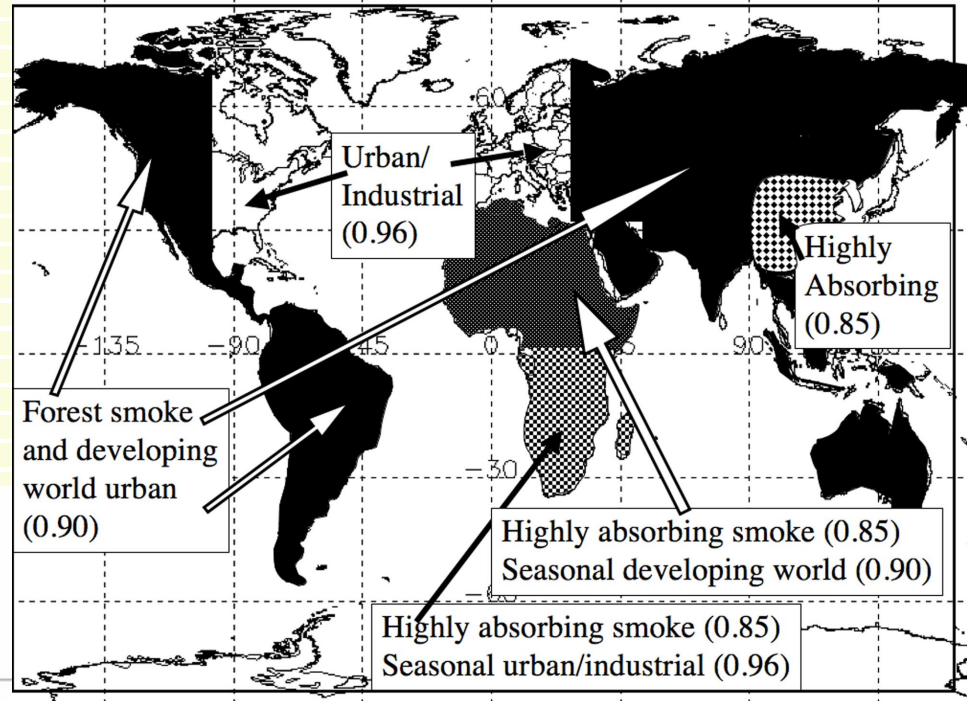 60
Urban/
Industrial
(0.96)
Highly
Absorbing
(0.85)
-135
-90
45
0
90
Forest smoke
and developing
world urban
(0.90)
-30
Highly absorbing smoke (0.85)
Seasonal developing world (0.90)
Highly absorbing smoke (0.85)
Seasonal urban/industrial (0.96)